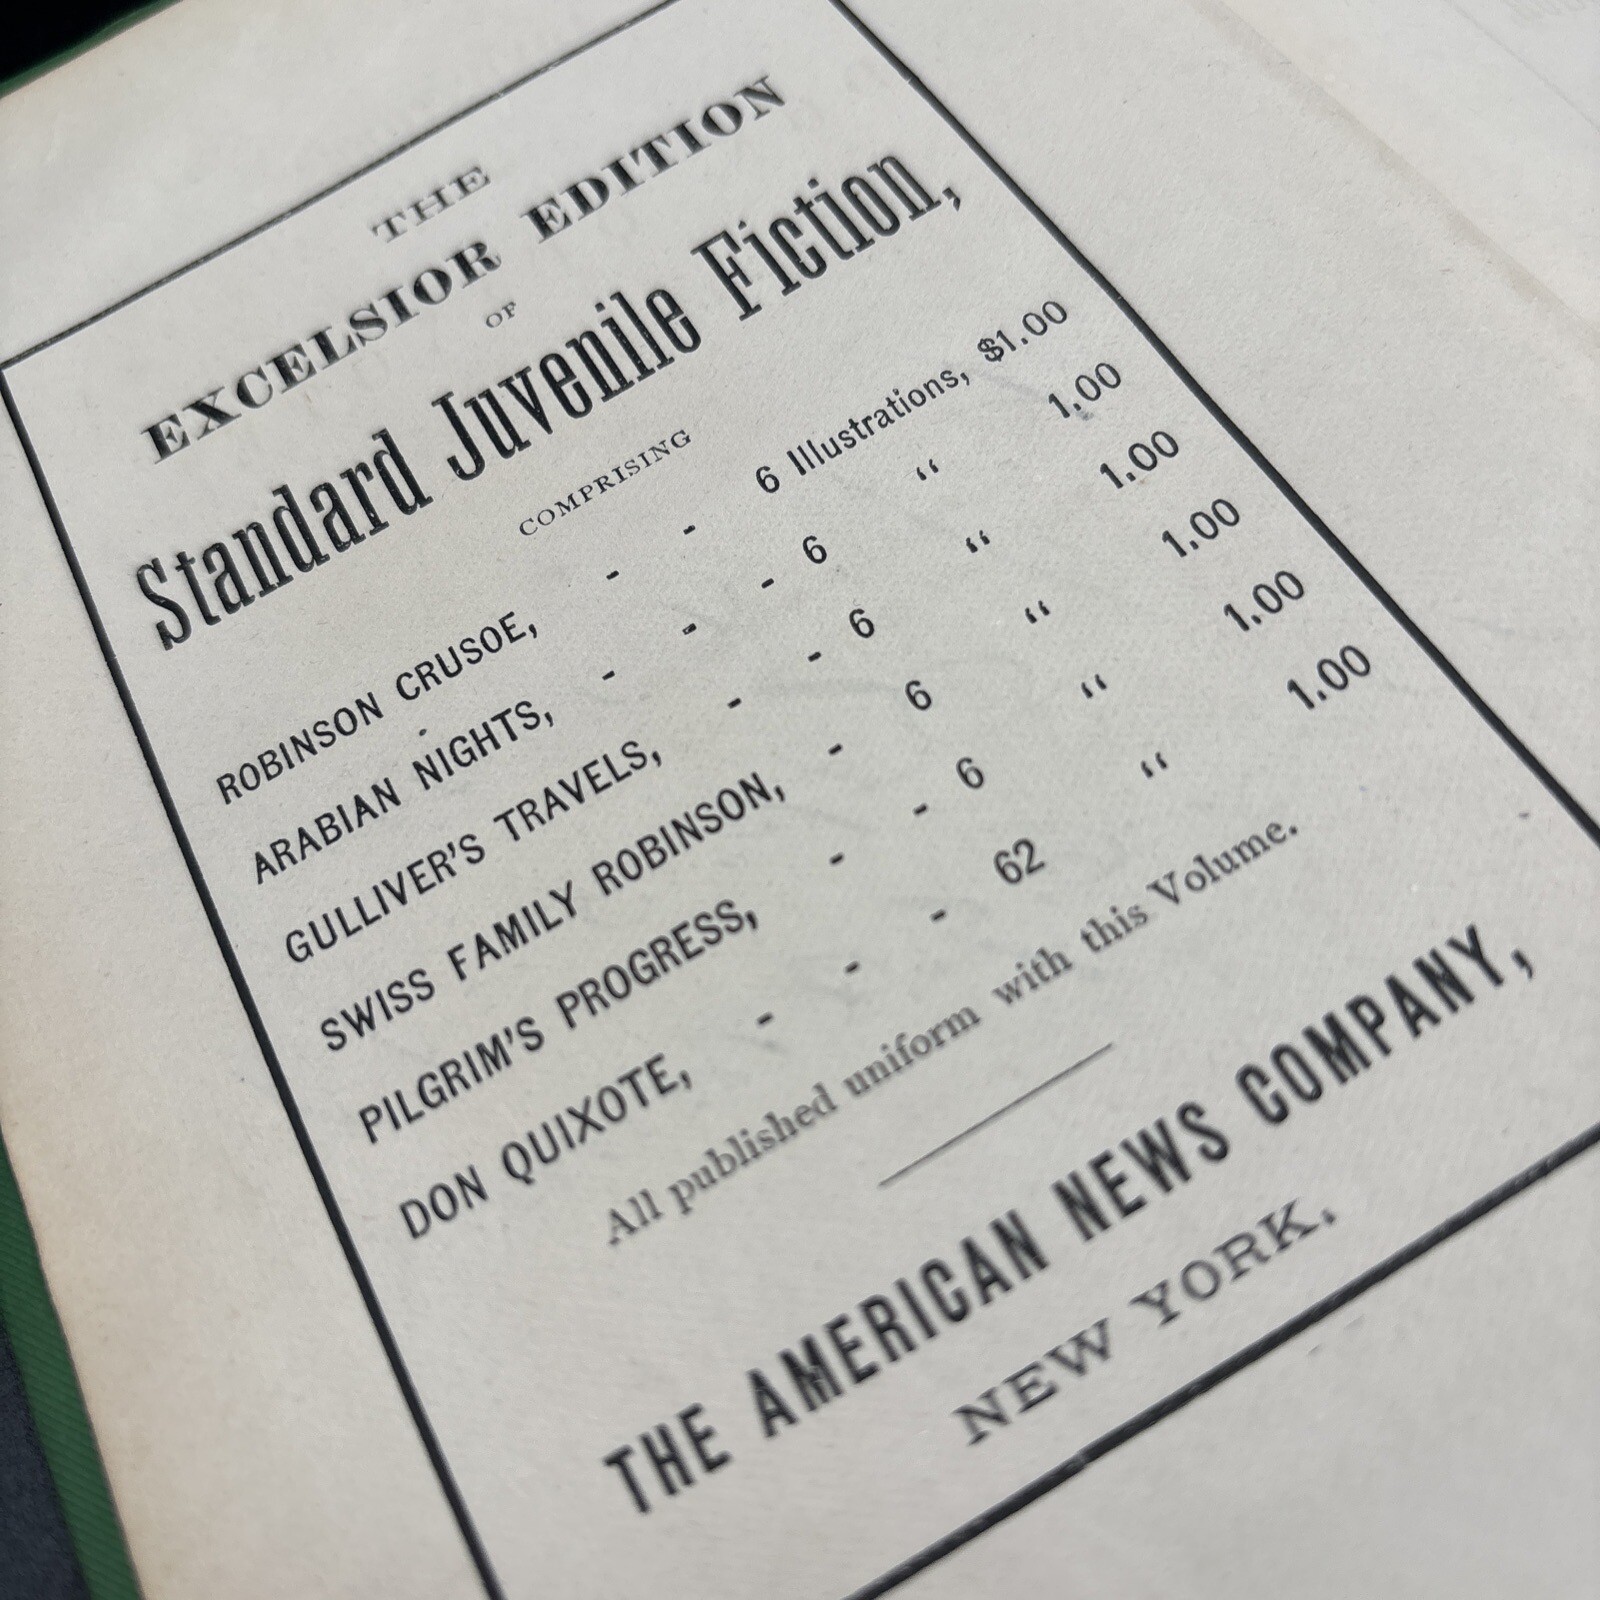 THE
EXCELSIOR EDITION
OF
Standard Juvenile Fiction,
COMPRISING
ROBINSON CRUSOE, - - 6 Illustrations, $1.00
ARABIAN NIGHTS, - - - 6 “ 1.00
GULLIVER'S TRAVELS, - - 6 “ 1.00
SWISS FAMILY ROBINSON, - 6 “ 1.00
PILGRIM'S PROGRESS, - - 6 “ 1.00
DON QUIXOTE, - - - 62 “ 1.00
All published uniform with this Volume.
THE AMERICAN NEWS COMPANY,
NEW YORK.